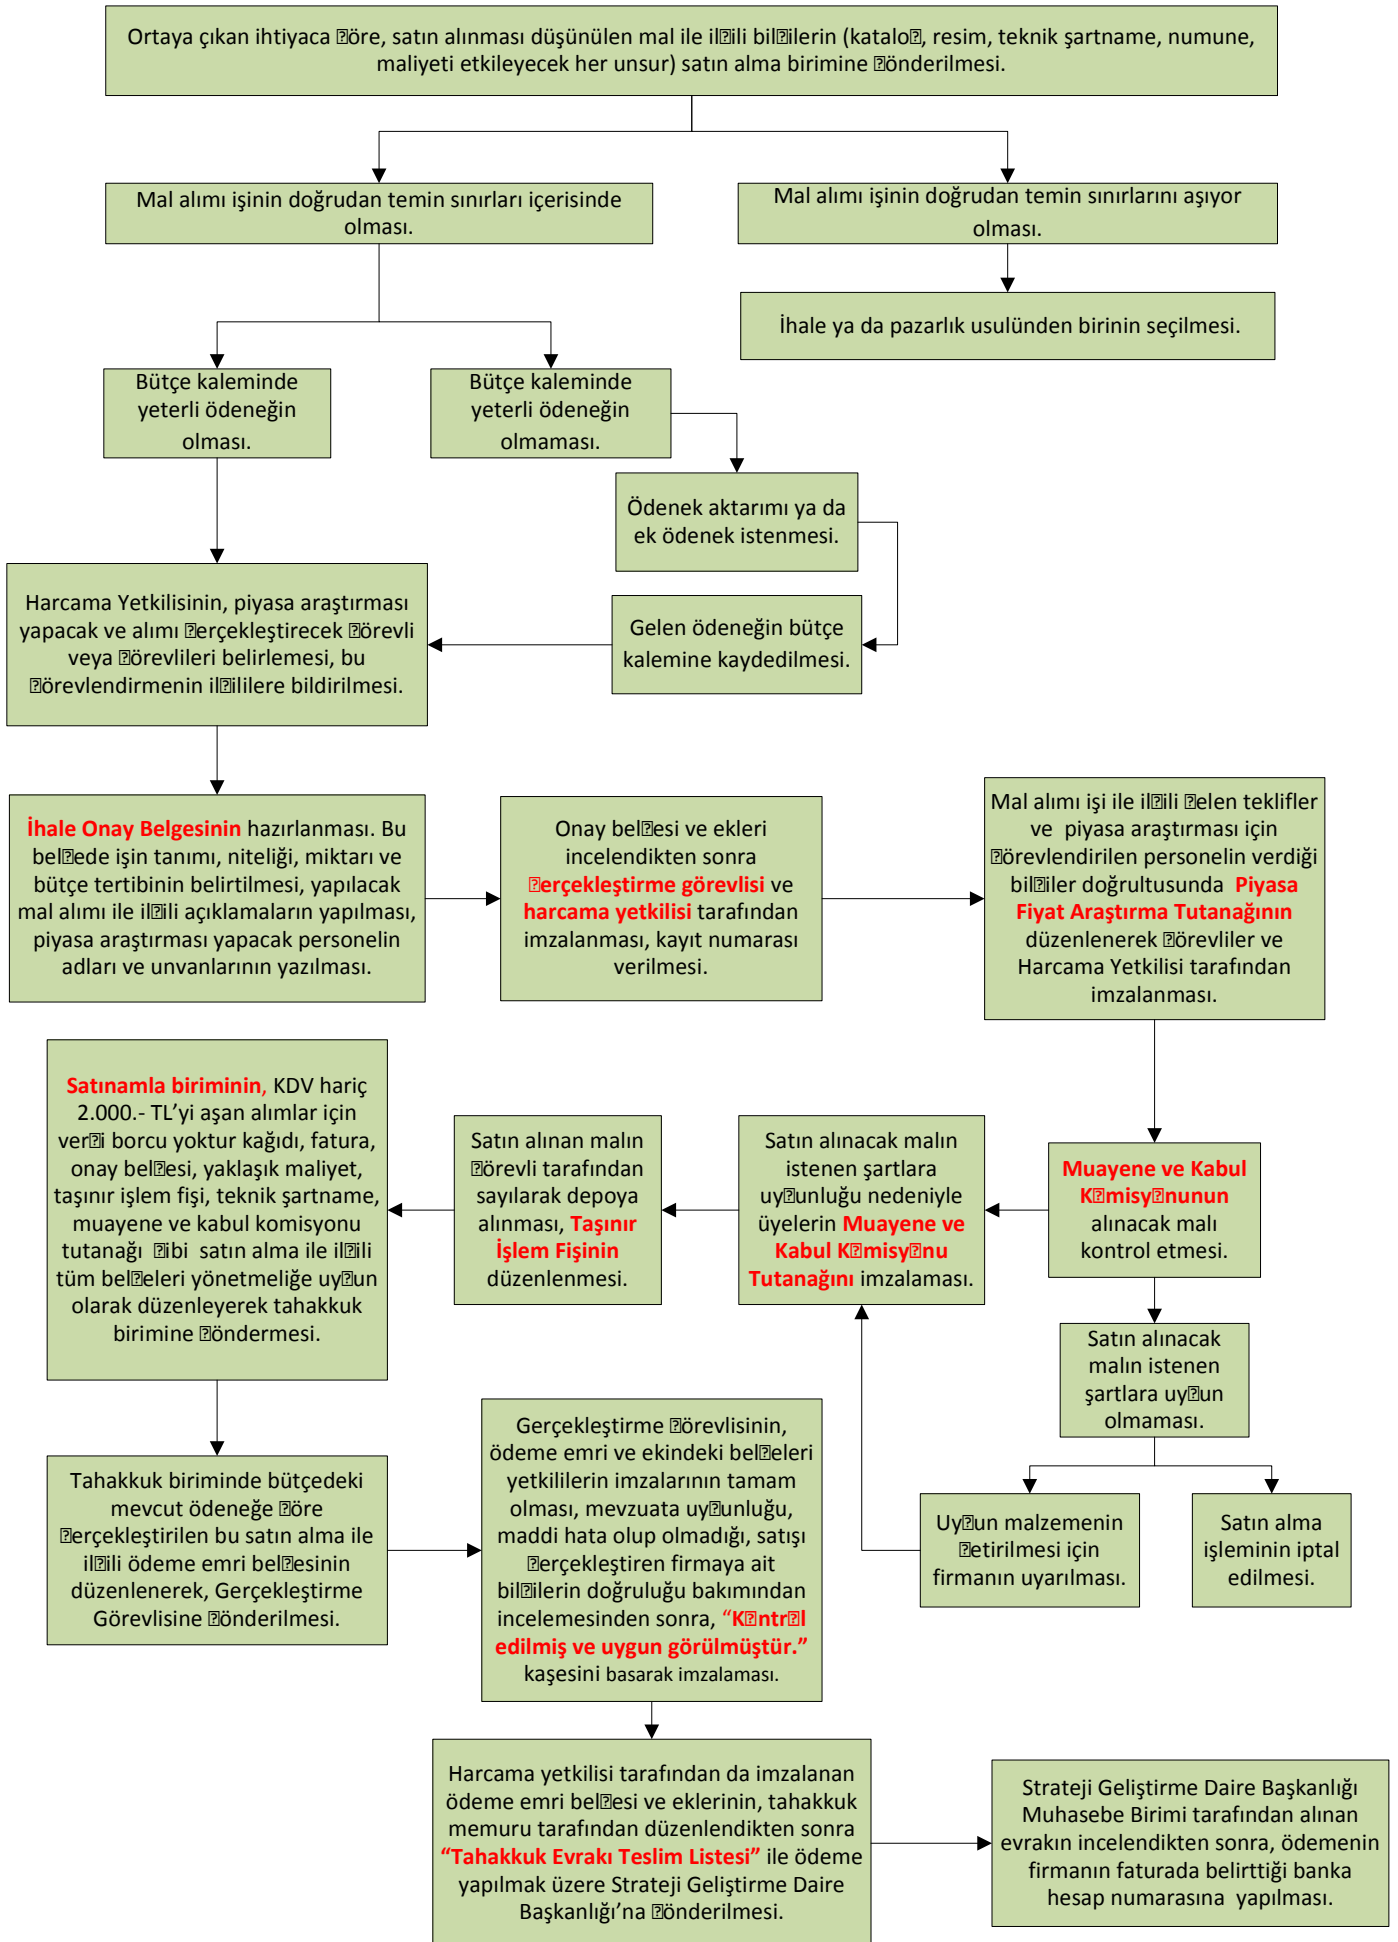 Ortaya çıkan ihtiyaca ⍰öre, satın alınması düşünülen mal ile il⍰ili bil⍰ilerin (katalo⍰, resim, teknik şartname, numune,
maliyeti etkileyecek her unsur) satın alma birimine ⍰önderilmesi.
Mal alımı işinin doğrudan temin sınırları içerisinde
olması.
Mal alımı işinin doğrudan temin sınırlarını aşıyor
olması.
İhale ya da pazarlık usulünden birinin seçilmesi.
Bütçe kaleminde
yeterli ödeneğin
olması.
Bütçe kaleminde
yeterli ödeneğin
olmaması.
Ödenek aktarımı ya da
ek ödenek istenmesi.
Gelen ödeneğin bütçe
kalemine kaydedilmesi.
Harcama Yetkilisinin, piyasa araştırması
yapacak ve alımı ⍰erçekleştirecek ⍰örevli
veya ⍰örevlileri belirlemesi, bu
⍰örevlendirmenin il⍰ililere bildirilmesi.
İhale Onay Belgesinin hazırlanması. Bu
bel⍰ede işin tanımı, niteliği, miktarı ve
bütçe tertibinin belirtilmesi, yapılacak
mal alımı ile il⍰ili açıklamaların yapılması,
piyasa araştırması yapacak personelin
adları ve unvanlarının yazılması.
Onay bel⍰esi ve ekleri
incelendikten sonra
⍰erçekleştirme görevlisi ve
harcama yetkilisi tarafından
imzalanması, kayıt numarası
verilmesi.
Mal alımı işi ile il⍰ili ⍰elen teklifler
ve piyasa araştırması için
⍰örevlendirilen personelin verdiği
bil⍰iler doğrultusunda Piyasa
Fiyat Araştırma Tutanağının
düzenlenerek ⍰örevliler ve
Harcama Yetkilisi tarafından
imzalanması.
Muayene ve Kabul
K⍰misy⍰nunun
alınacak malı
kontrol etmesi.
Satın alınacak malın
istenen şartlara
uy⍰unluğu nedeniyle
üyelerin Muayene ve
Kabul K⍰misy⍰nu
Tutanağını imzalaması.
Satın alınan malın
⍰örevli tarafından
sayılarak depoya
alınması, Taşınır
İşlem Fişinin
düzenlenmesi.
Satınamla biriminin, KDV hariç
2.000.- TL’yi aşan alımlar için
ver⍰i borcu yoktur kağıdı, fatura,
onay bel⍰esi, yaklaşık maliyet,
taşınır işlem fişi, teknik şartname,
muayene ve kabul komisyonu
tutanağı ⍰ibi satın alma ile il⍰ili
tüm bel⍰eleri yönetmeliğe uy⍰un
olarak düzenleyerek tahakkuk
birimine ⍰öndermesi.
Satın alınacak
malın istenen
şartlara uy⍰un
olmaması.
Uy⍰un malzemenin
⍰etirilmesi için
firmanın uyarılması.
Satın alma
işleminin iptal
edilmesi.
Tahakkuk biriminde bütçedeki
mevcut ödeneğe ⍰öre
⍰erçekleştirilen bu satın alma ile
il⍰ili ödeme emri bel⍰esinin
düzenlenerek, Gerçekleştirme
Görevlisine ⍰önderilmesi.
Gerçekleştirme ⍰örevlisinin,
ödeme emri ve ekindeki bel⍰eleri
yetkililerin imzalarının tamam
olması, mevzuata uy⍰unluğu,
maddi hata olup olmadığı, satışı
⍰erçekleştiren firmaya ait
bil⍰ilerin doğruluğu bakımından
incelemesinden sonra, “K⍰ntr⍰l
edilmiş ve uygun görülmüştür.”
kaşesini basarak imzalaması.
Harcama yetkilisi tarafından da imzalanan
ödeme emri bel⍰esi ve eklerinin, tahakkuk
memuru tarafından düzenlendikten sonra
“Tahakkuk Evrakı Teslim Listesi” ile ödeme
yapılmak üzere Strateji Geliştirme Daire
Başkanlığı’na ⍰önderilmesi.
Strateji Geliştirme Daire Başkanlığı
Muhasebe Birimi tarafından alınan
evrakın incelendikten sonra, ödemenin
firmanın faturada belirttiği banka
hesap numarasına yapılması.